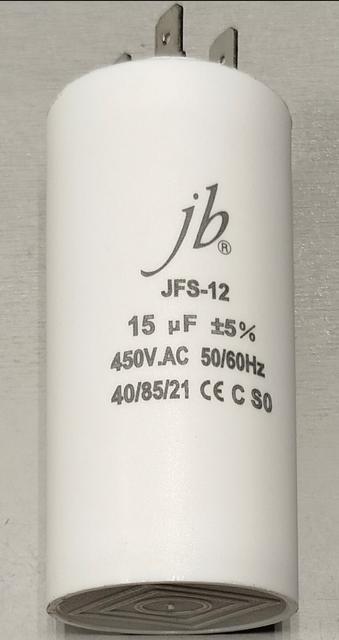 jb®
JFS-12
15 µF ±5%
450V.AC 50/60Hz
40/85/21 CE C S0